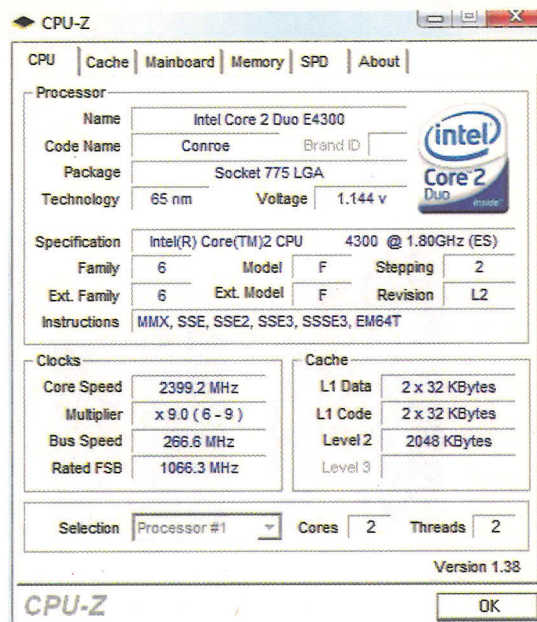 CPU-Z
CPU Cache Mainboard Memory SPD About
Processor
Name Intel Core 2 Duo E4300
Code Name Conroe Brand ID
Package Socket 775 LGA
Technology 65 nm Voltage 1.144 v
intel
Core 2
Duo inside
Specification Intel(R) Core(TM)2 CPU 4300 @ 1.80GHz (ES)
Family 6 Model F Stepping 2
Ext. Family 6 Ext. Model F Revision L2
Instructions MMX, SSE, SSE2, SSE3, SSSE3, EM64T
Clocks
Core Speed 2399.2 MHz
Multiplier x 9.0 ( 6 - 9 )
Bus Speed 266.6 MHz
Rated FSB 1066.3 MHz
Cache
L1 Data 2 x 32 KBytes
L1 Code 2 x 32 KBytes
Level 2 2048 KBytes
Level 3
Selection Processor #1 Cores 2 Threads 2
Version 1.38
CPU-Z OK